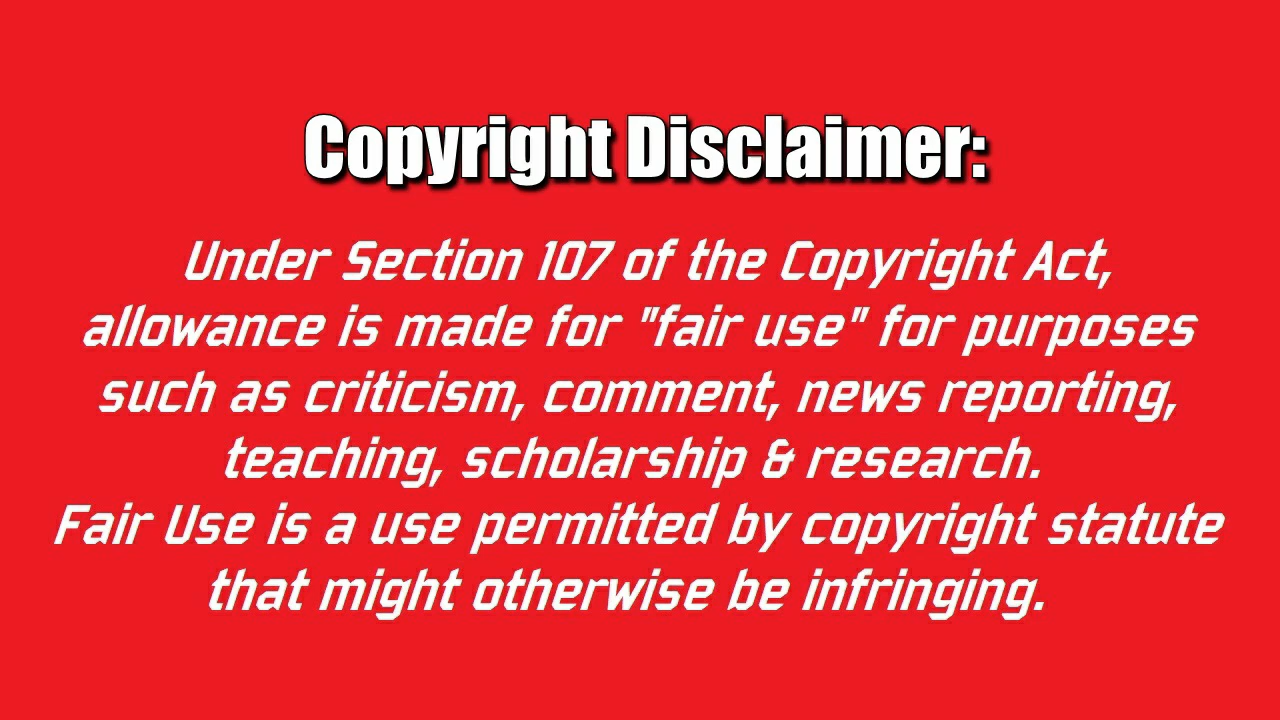 Copyright Disclaimer:
Under Section 107 of the Copyright Act,
allowance is made for "fair use" for purposes
such as criticism, comment, news reporting,
teaching, scholarship & research.
Fair Use is a use permitted by copyright statute
that might otherwise be infringing.